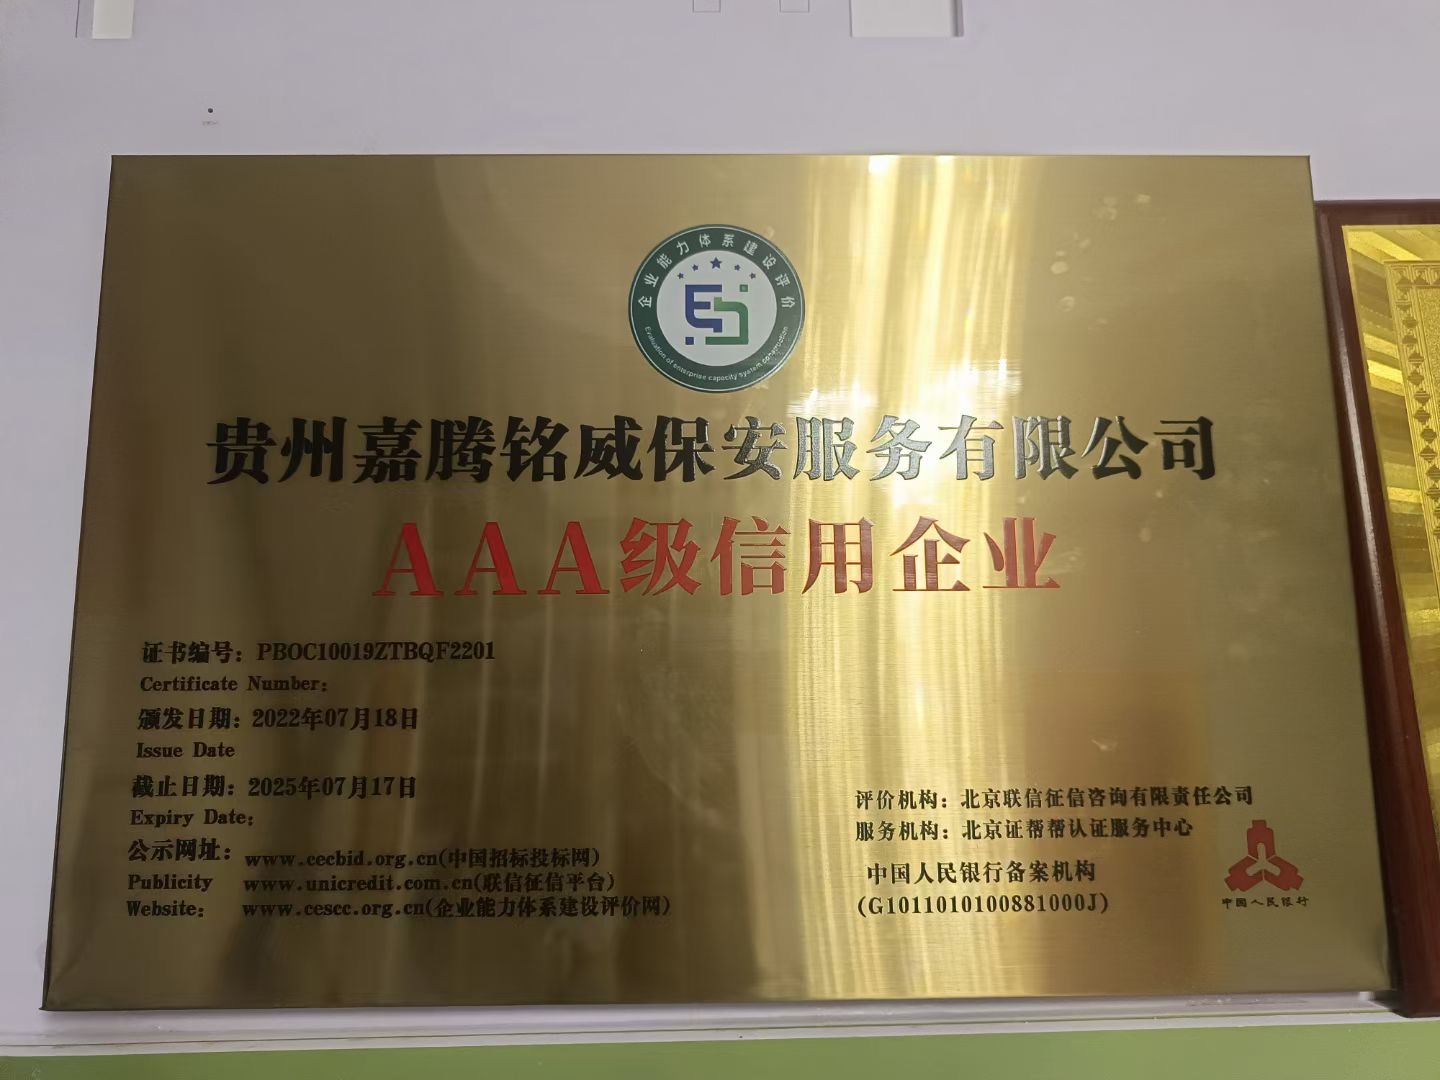 企业能力体系建设评价
Evaluation of enterprise capacity system construction
贵州嘉腾铭威保安服务有限公司
AAA级信用企业
证书编号：PBOC10019ZTBQF2201
Certificate Number:
颁发日期：2022年07月18日
Issue Date
截止日期：2025年07月17日
Expiry Date:
公示网址：www.cecbid.org.cn(中国招标投标网)
Publicity www.unicredit.com.cn(联信征信平台)
Website: www.cescc.org.cn(企业能力体系建设评价网)
评价机构：北京联信征信咨询有限责任公司
服务机构：北京证帮帮认证服务中心
中国人民银行备案机构
(G1011010100881000J)
中国人民银行